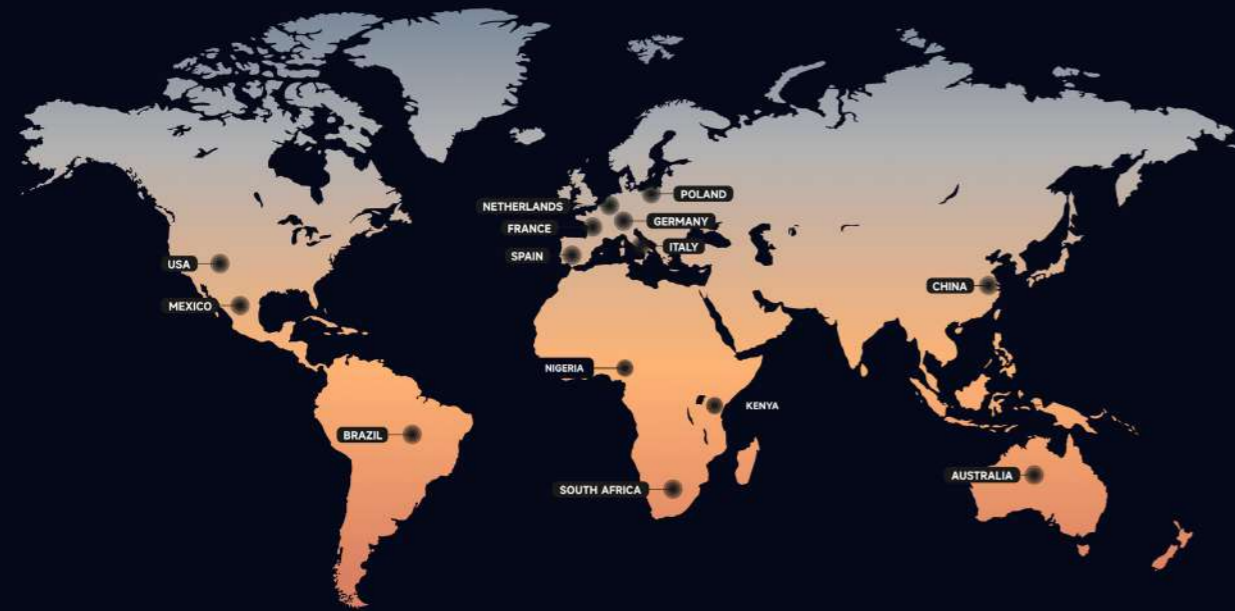 POLAND
NETHERLANDS
GERMANY
FRANCE
ITALY
SPAIN
USA
CHINA
MEXICO
NIGERIA
KENYA
BRAZIL
AUSTRALIA
SOUTH AFRICA